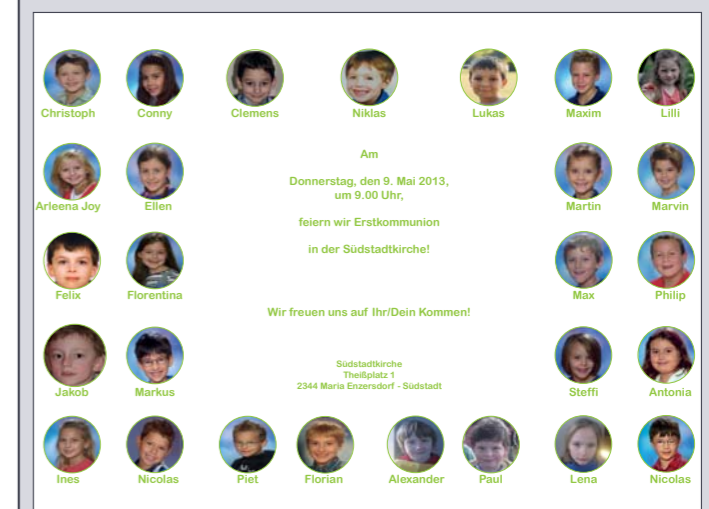 Christoph Conny Clemens Niklas Lukas Maxim Lilli
Am
Donnerstag, den 9. Mai 2013,
um 9.00 Uhr,
Arleena Joy Ellen Martin Marvin
feiern wir Erstkommunion
in der Südstadtkirche!
Felix Florentina Max Philip
Wir freuen uns auf Ihr/Dein Kommen!
Südstadtkirche
Theißplatz 1
2344 Maria Enzersdorf - Südstadt
Jakob Markus Steffi Antonia
Ines Nicolas Piet Florian Alexander Paul Lena Nicolas